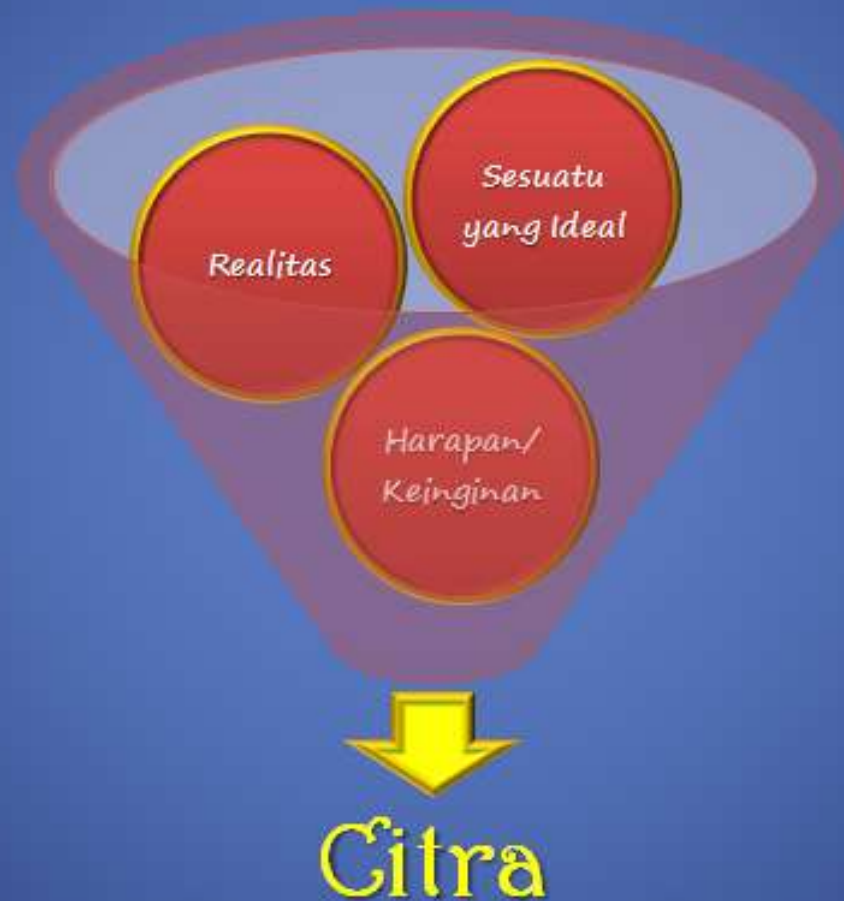 Realitas
Sesuatu
yang Ideal
Harapan/
Keinginan
Citra